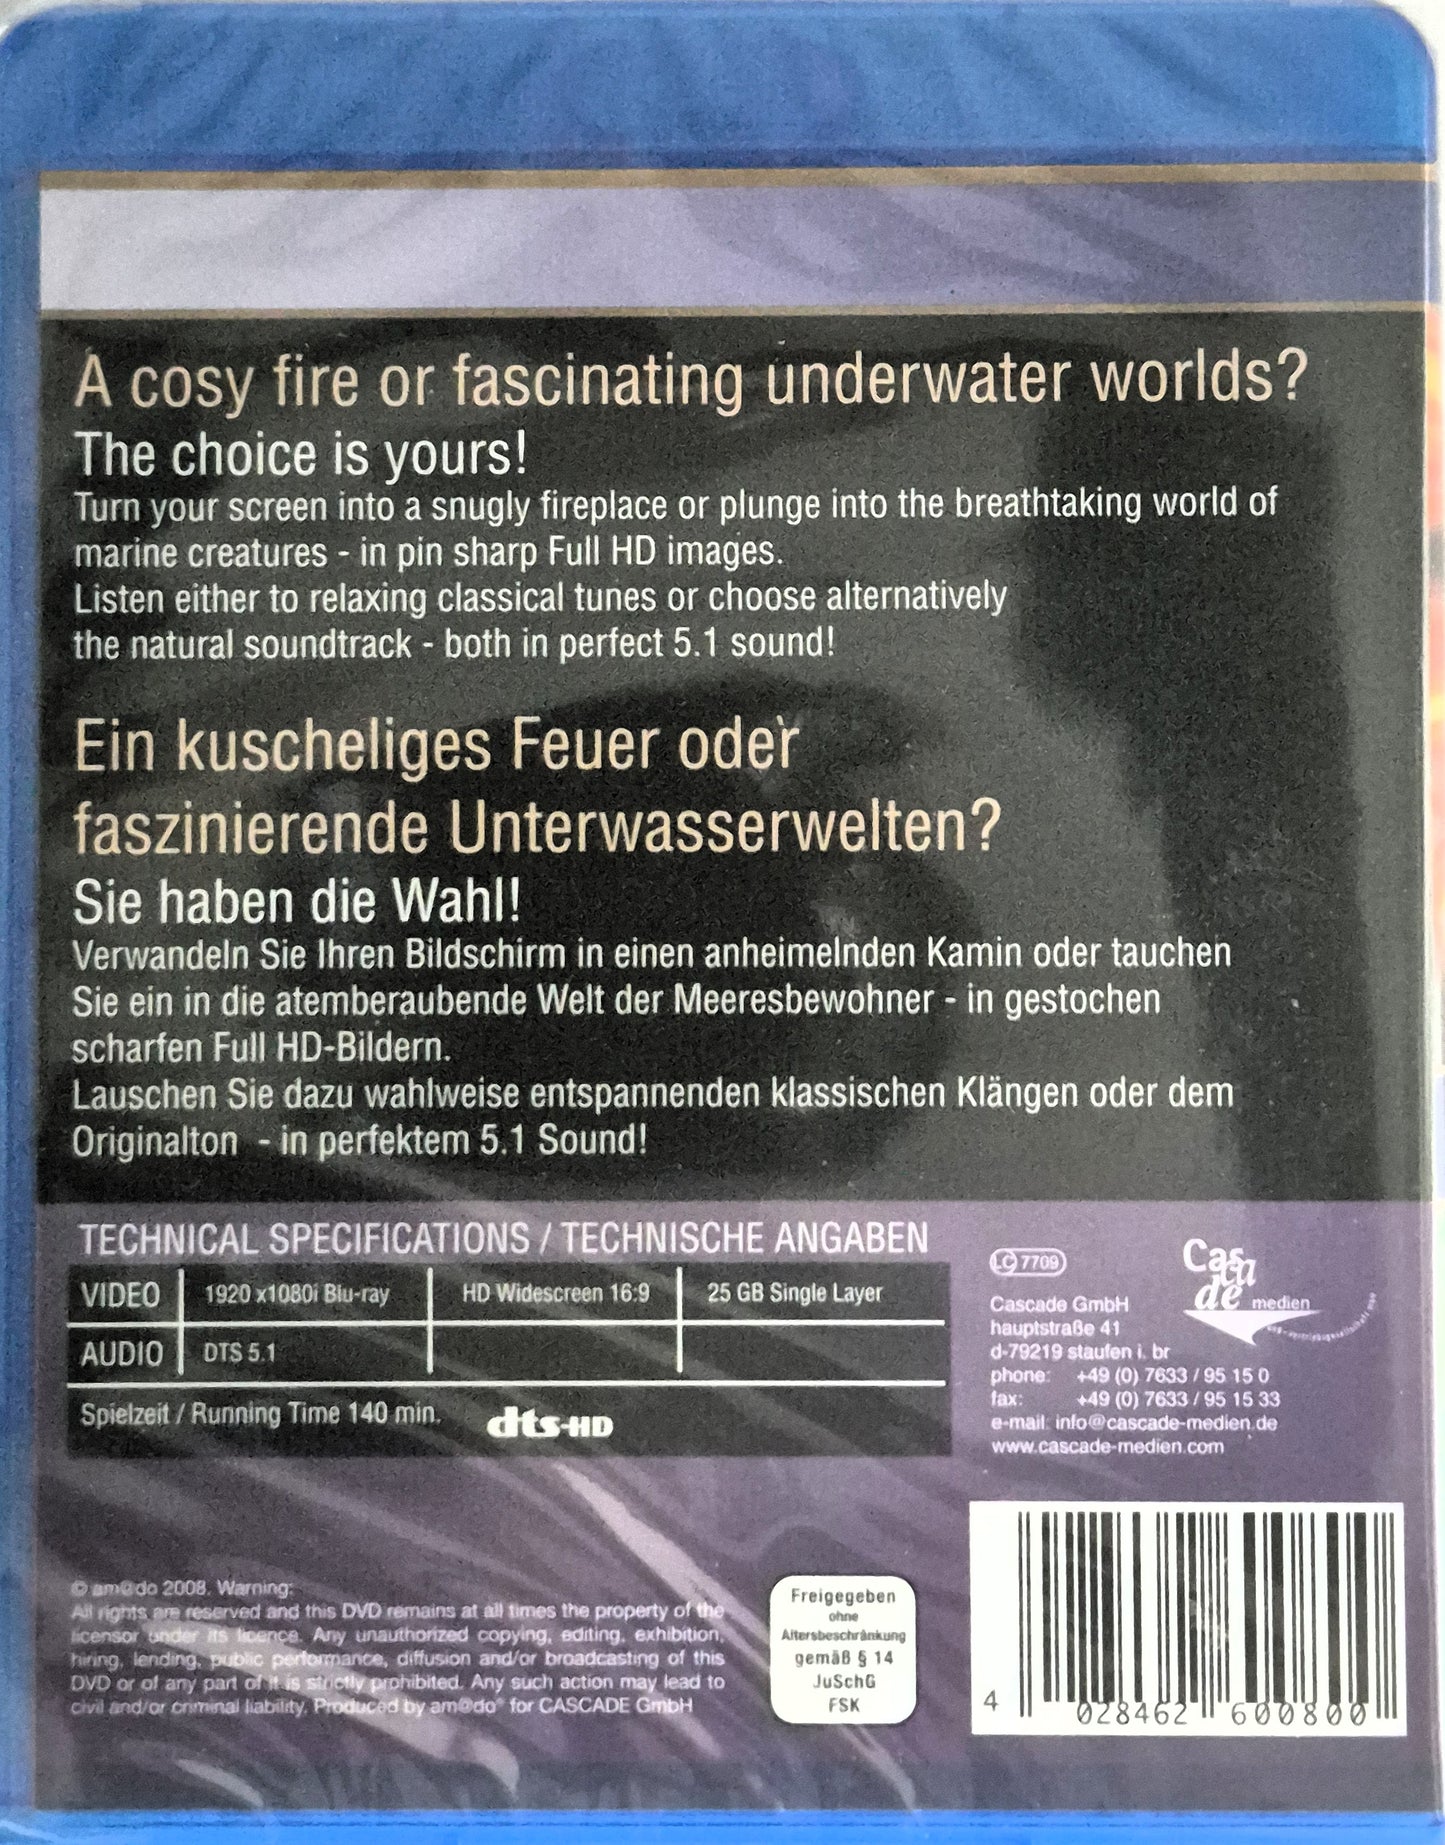 A cosy fire or fascinating underwater worlds?
The choice is yours!
Turn your screen into a snugly fireplace or plunge into the breathtaking world of
marine creatures - in pin sharp Full HD images.
Listen either to relaxing classical tunes or choose alternatively
the natural soundtrack - both in perfect 5.1 sound!
Ein kuscheliges Feuer oder
faszinierende Unterwasserwelten?
Sie haben die Wahl!
Verwandeln Sie Ihren Bildschirm in einen anheimelnden Kamin oder tauchen
Sie ein in die atemberaubende Welt der Meeresbewohner - in gestochen
scharfen Full HD-Bildern.
Lauschen Sie dazu wahlweise entspannenden klassischen Klängen oder dem
Originalton - in perfektem 5.1 Sound!
TECHNICAL SPECIFICATIONS / TECHNISCHE ANGABEN
VIDEO 1920 x1080i Blu-ray HD Widescreen 16:9 25 GB Single Layer
AUDIO DTS 5.1
Spielzeit / Running Time 140 min. dts-HD
LC 7709
Cascade medien
Cascade GmbH
hauptstraße 41
d-79219 staufen i. br
phone: +49 (0) 7633 / 95 15 0
fax: +49 (0) 7633 / 95 15 33
e-mail: info@cascade-medien.de
www.cascade-medien.com
© am@do 2008. Warning:
All rights are reserved and this DVD remains at all times the property of the
licensor under its licence. Any unauthorized copying, editing, exhibition,
hiring, lending, public performance, diffusion and/or broadcasting of this
DVD or of any part of it is strictly prohibited. Any such action may lead to
civil and/or criminal liability. Produced by am@do® for CASCADE GmbH
Freigegeben
ohne
Altersbeschränkung
gemäß § 14
JuSchG
FSK
4 028462 600800